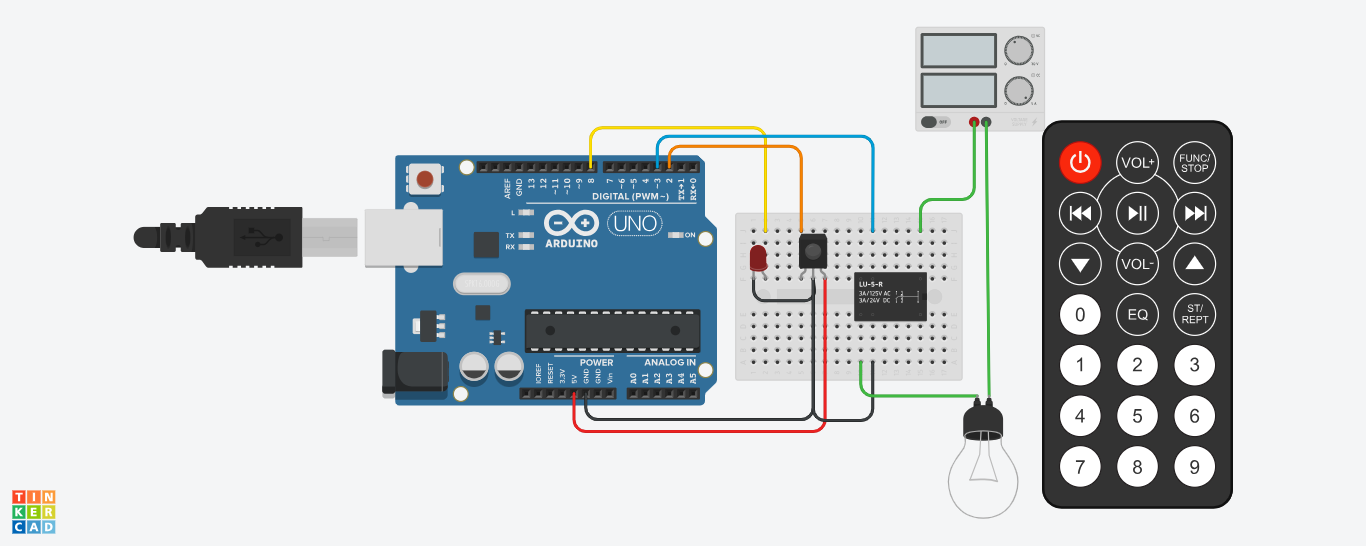 AREF
GND
13
12
~11
~10
~9
8
7
~6
~5
4
~3
2
TX→1
RX←0
DIGITAL (PWM~)
L
TX
RX
ARDUINO
UNO
ON
POWER
ANALOG IN
IOREF
RESET
3.3V
5V
GND
GND
Vin
A0
A1
A2
A3
A4
A5
LU-5-R
3A/125V AC
3A/24V DC
OFF
VOL+
FUNC/
STOP
VOL-
0
EQ
ST/
REPT
1
2
3
4
5
6
7
8
9
TIN
KER
CAD